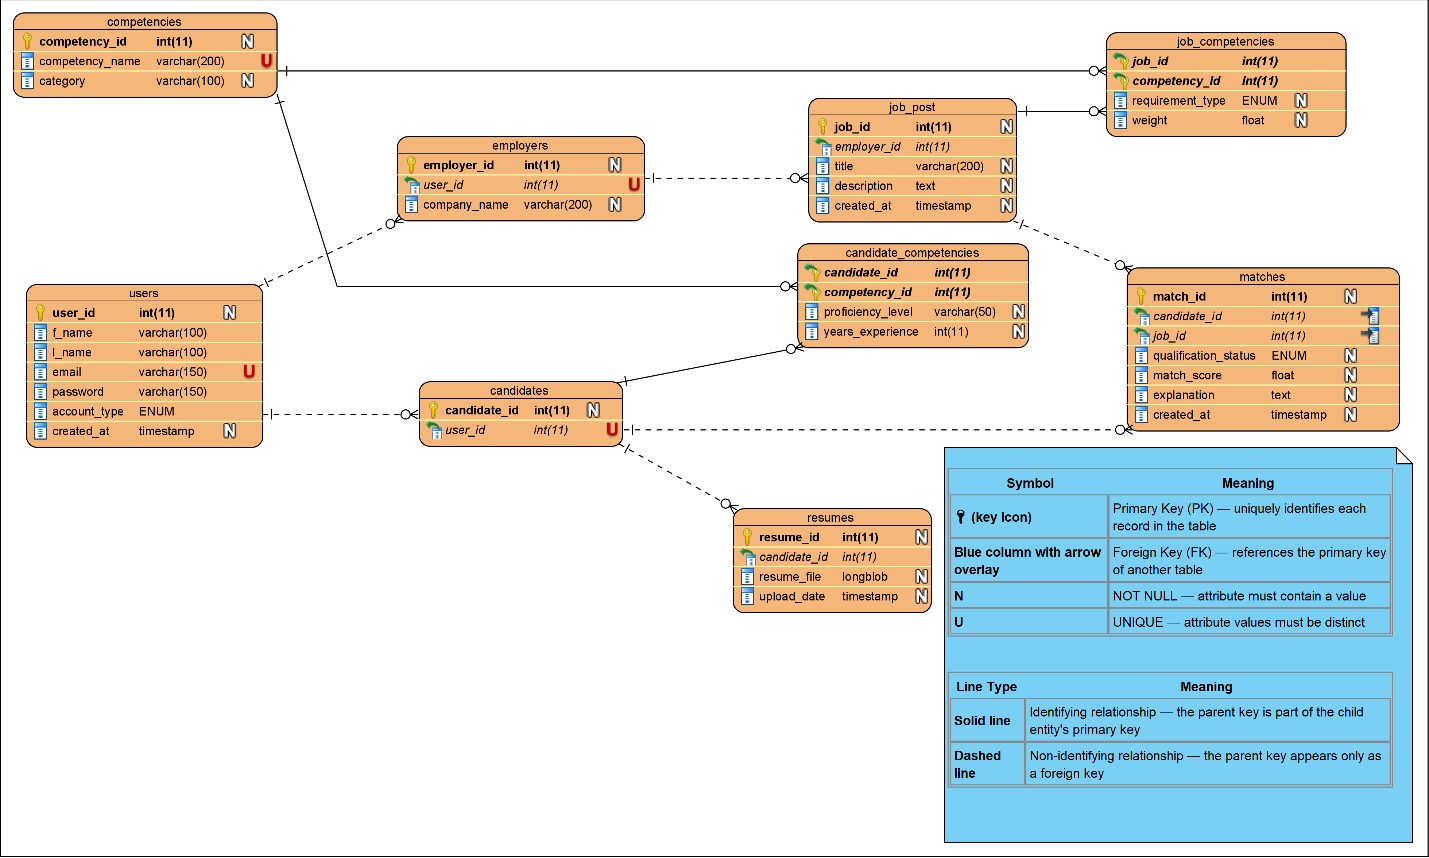 competencies
competency_id int(11) N
competency_name varchar(200) U
category varchar(100) N
job_competencies
job_id int(11)
competency_id int(11)
requirement_type ENUM N
weight float N
job_post
job_id int(11) N
employer_id int(11)
title varchar(200) N
description text N
created_at timestamp N
employers
employer_id int(11) N
user_id int(11) U
company_name varchar(200) N
candidate_competencies
candidate_id int(11)
competency_id int(11)
proficiency_level varchar(50) N
years_experience int(11) N
matches
match_id int(11) N
candidate_id int(11)
job_id int(11)
qualification_status ENUM N
match_score float N
explanation text N
created_at timestamp N
users
user_id int(11) N
f_name varchar(100)
l_name varchar(100)
email varchar(150) U
password varchar(150)
account_type ENUM
created_at timestamp N
candidates
candidate_id int(11) N
user_id int(11) U
resumes
resume_id int(11) N
candidate_id int(11)
resume_file longblob N
upload_date timestamp N
Symbol Meaning
(key icon) Primary Key (PK) — uniquely identifies each
record in the table
Blue column with arrow Foreign Key (FK) — references the primary key
overlay of another table
N NOT NULL — attribute must contain a value
U UNIQUE — attribute values must be distinct
Line Type Meaning
Solid line Identifying relationship — the parent key is part of the child
entity's primary key
Dashed Non-identifying relationship — the parent key appears only as
line a foreign key